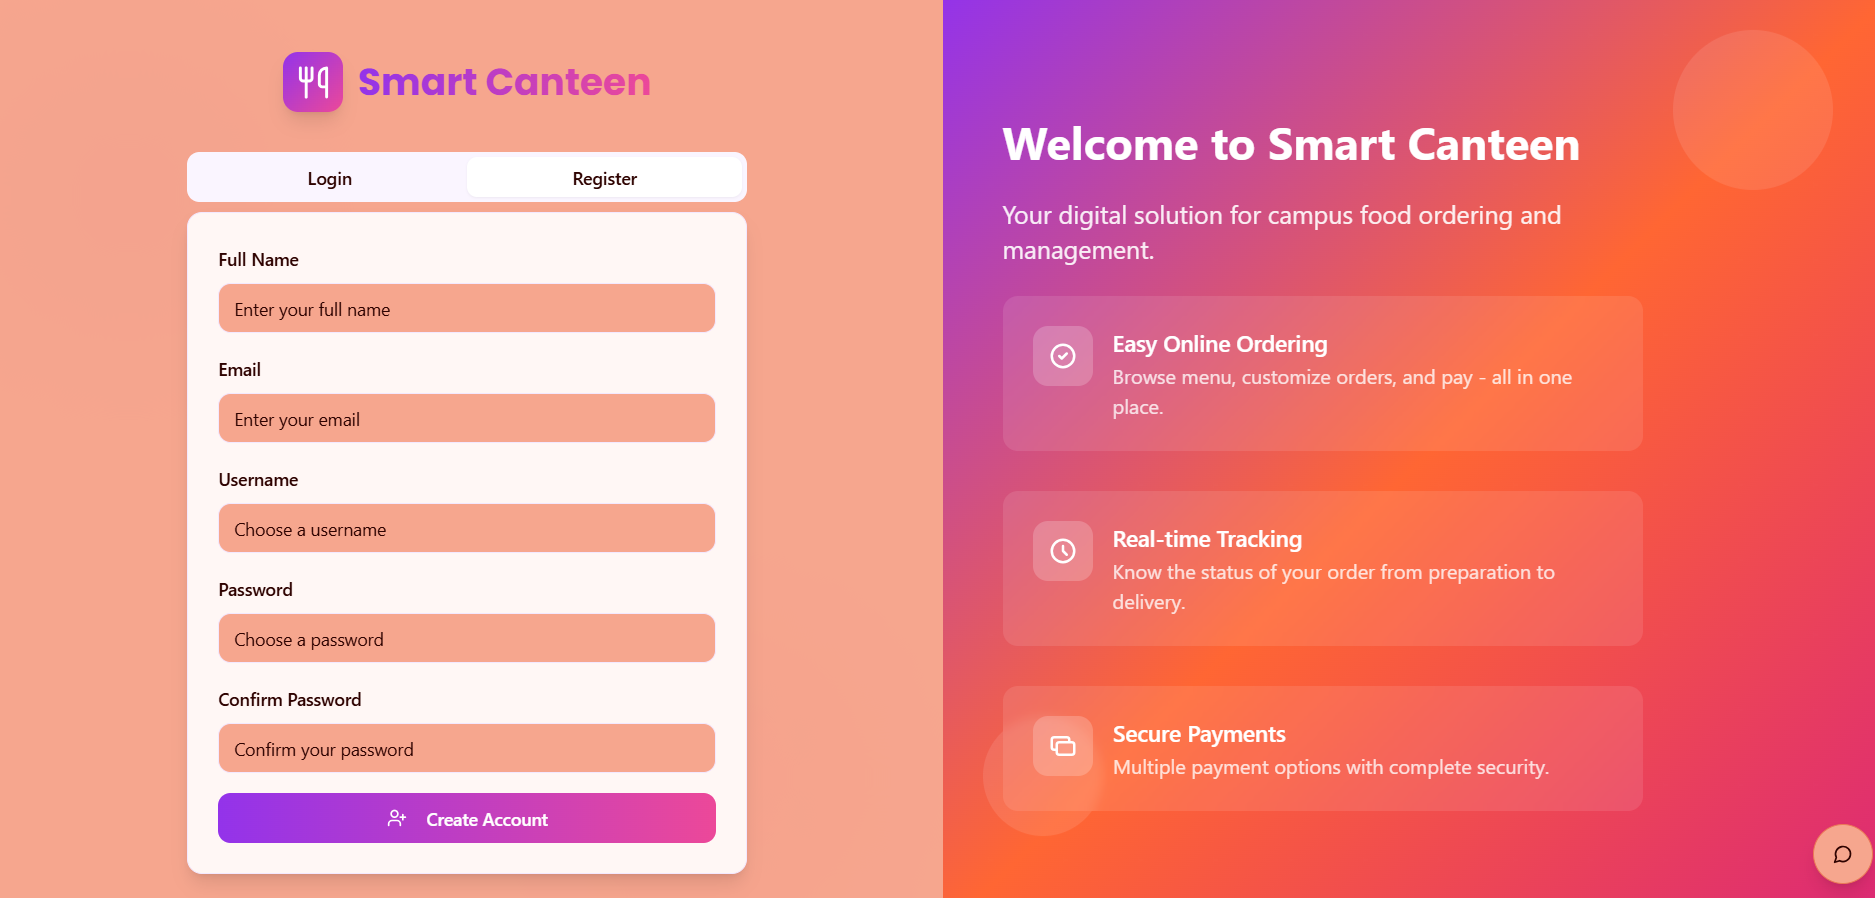 Smart Canteen
Login
Register
Full Name
Enter your full name
Email
Enter your email
Username
Choose a username
Password
Choose a password
Confirm Password
Confirm your password
Create Account
Welcome to Smart Canteen
Your digital solution for campus food ordering and
management.
Easy Online Ordering
Browse menu, customize orders, and pay - all in one
place.
Real-time Tracking
Know the status of your order from preparation to
delivery.
Secure Payments
Multiple payment options with complete security.